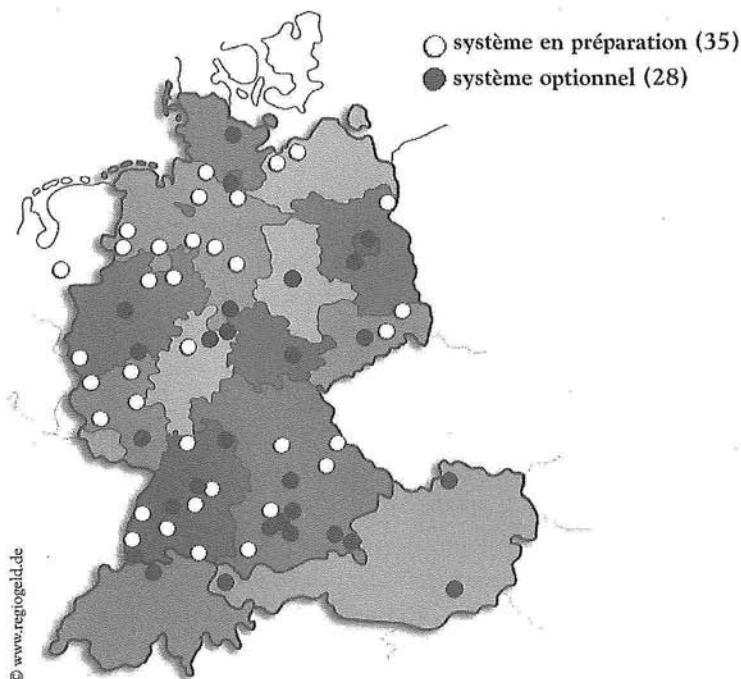 système en préparation (35)
système optionnel (28)
© www.regiogeld.de